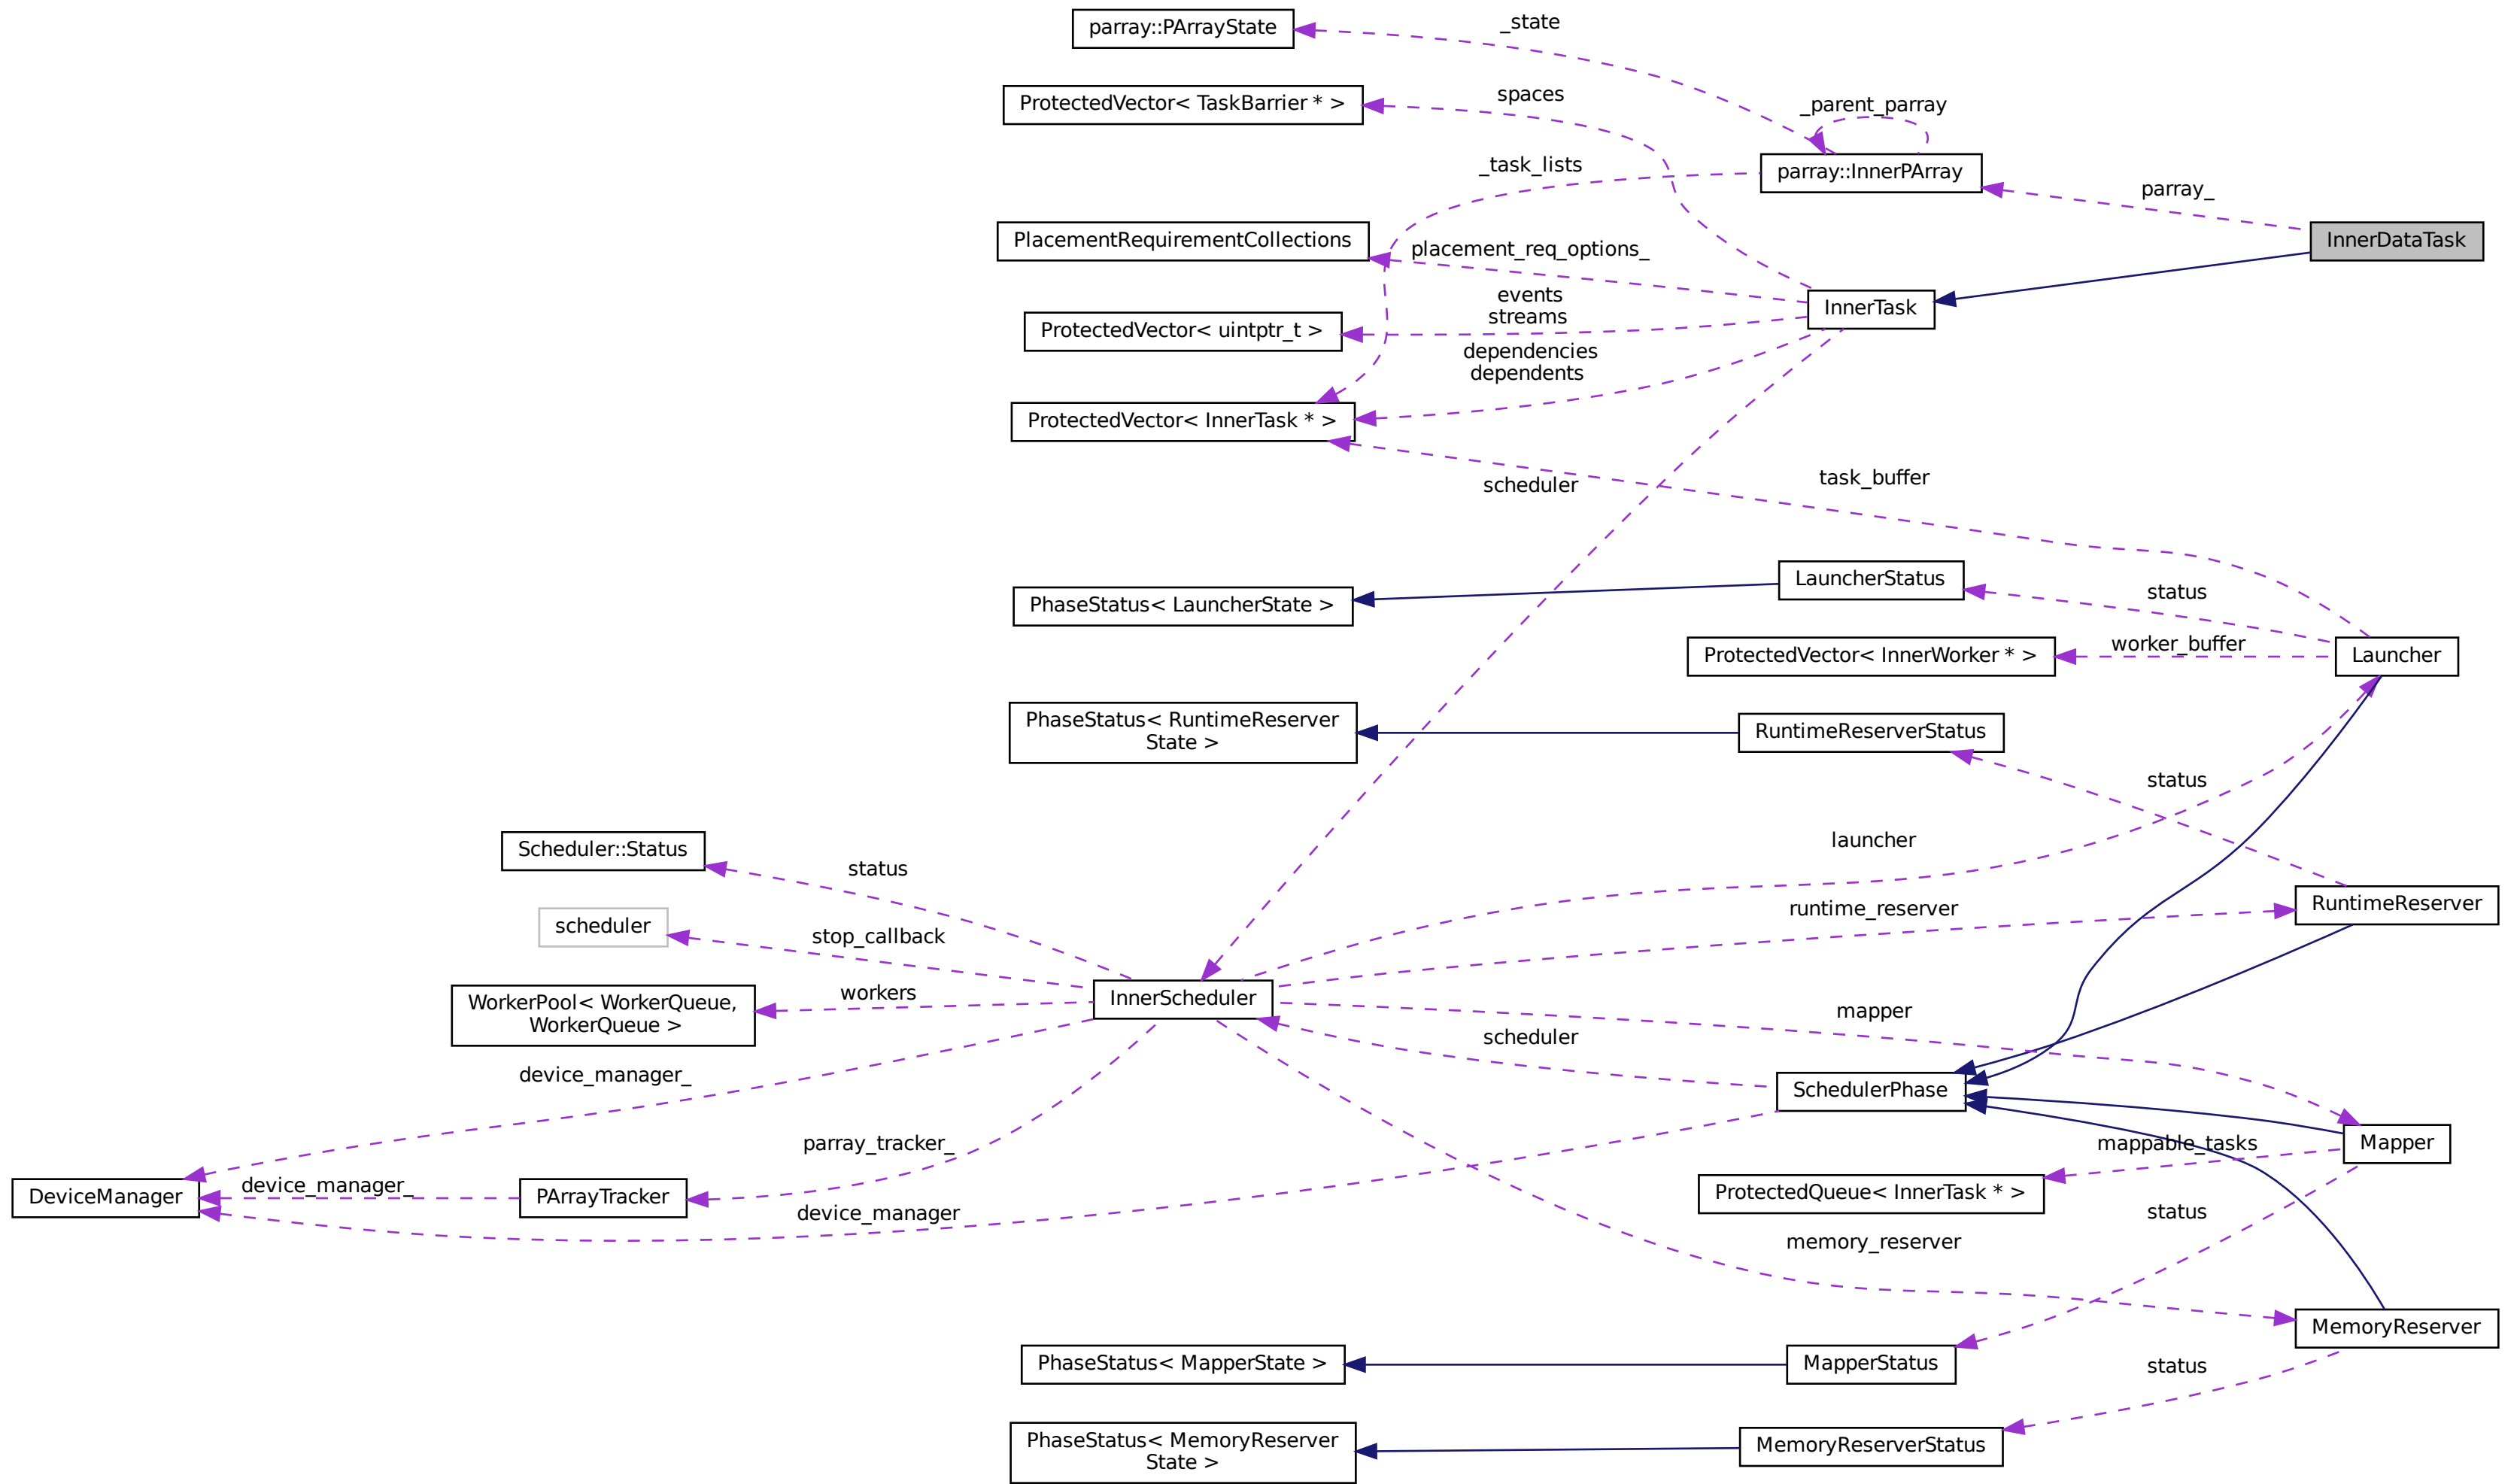 parray::PArrayState
_state
ProtectedVector< TaskBarrier * >
spaces
_parent_parray
_task_lists
parray::InnerPArray
parray_
PlacementRequirementCollections
placement_req_options_
InnerDataTask
events
streams
InnerTask
ProtectedVector< uintptr_t >
dependencies
dependents
ProtectedVector< InnerTask * >
scheduler
task_buffer
LauncherStatus
PhaseStatus< LauncherState >
status
worker_buffer
ProtectedVector< InnerWorker * >
Launcher
PhaseStatus< RuntimeReserver
State >
RuntimeReserverStatus
status
Scheduler::Status
status
launcher
scheduler
stop_callback
runtime_reserver
RuntimeReserver
WorkerPool< WorkerQueue,
WorkerQueue >
workers
InnerScheduler
mapper
scheduler
device_manager_
SchedulerPhase
parray_tracker_
mappable_tasks
Mapper
DeviceManager
device_manager_
PArrayTracker
device_manager
ProtectedQueue< InnerTask * >
status
memory_reserver
MemoryReserver
PhaseStatus< MapperState >
MapperStatus
status
PhaseStatus< MemoryReserver
State >
MemoryReserverStatus